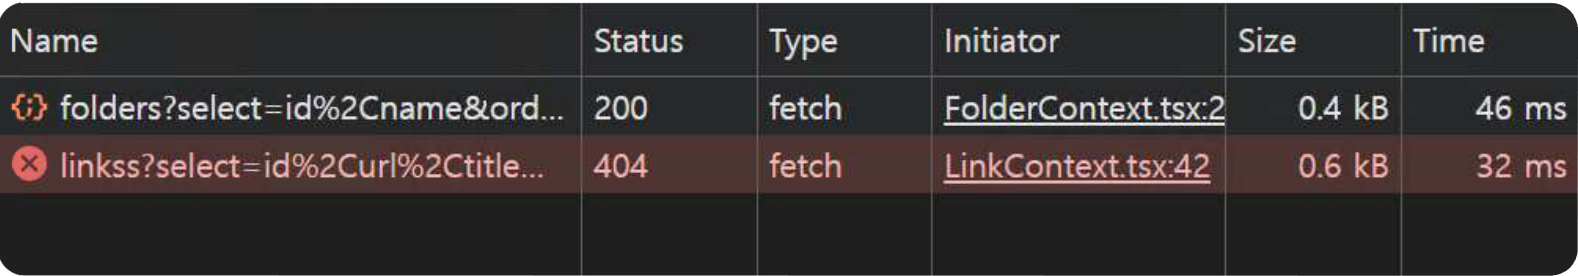 Name Status Type Initiator Size Time
folders?select=id%2Cname&ord... 200 fetch FolderContext.tsx:2 0.4 kB 46 ms
linkss?select=id%2Curl%2Ctitle... 404 fetch LinkContext.tsx:42 0.6 kB 32 ms